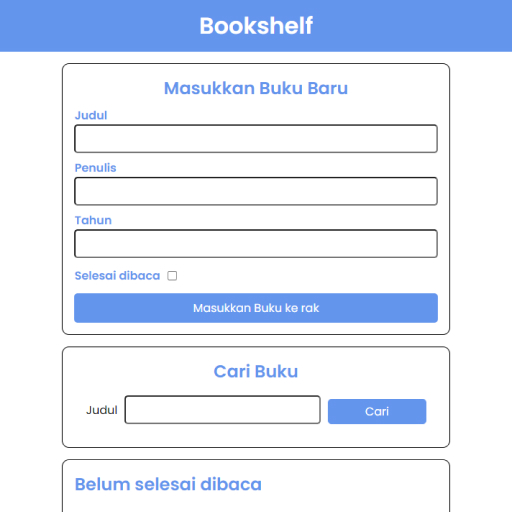 Bookshelf
Masukkan Buku Baru
Judul
Penulis
Tahun
Selesai dibaca
Masukkan Buku ke rak
Cari Buku
Judul
Cari
Belum selesai dibaca